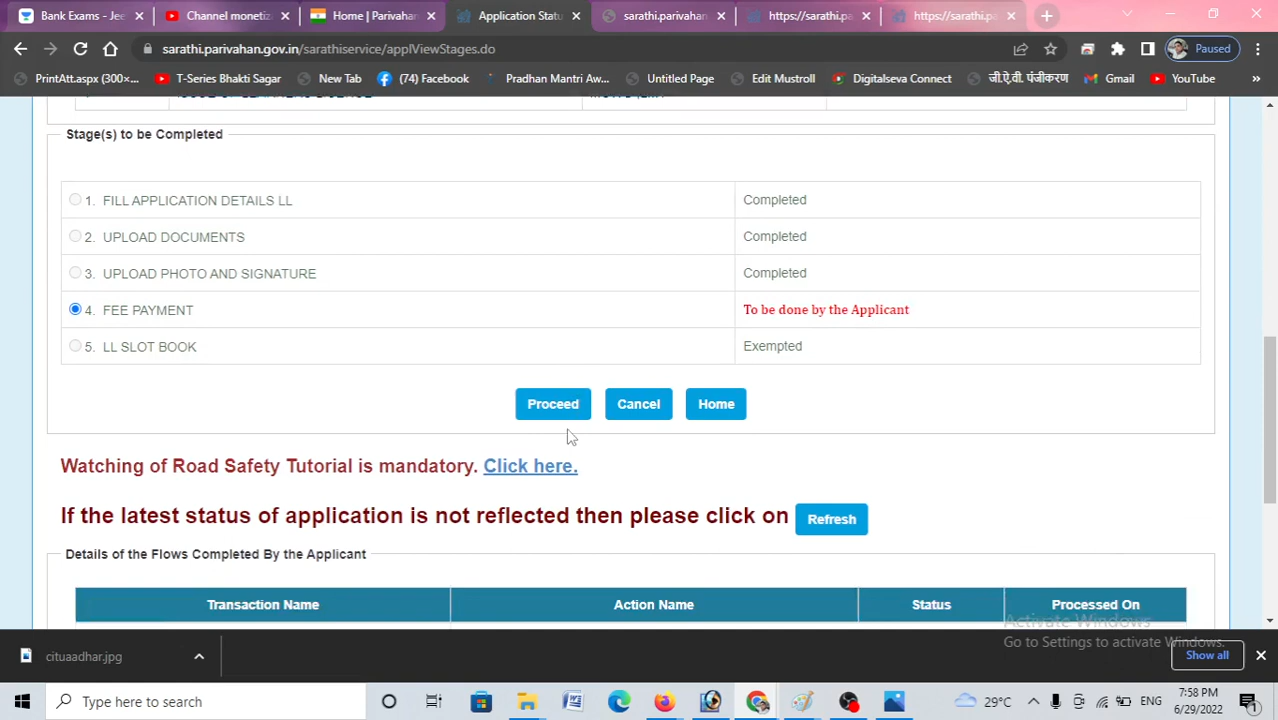 Bank Exams - Jee
Channel monetiz
Home | Parivahar
Application Statu
sarathi.parivahan.
https://sarathi.pa
https://sarathi.pa
sarathi.parivahan.gov.in/sarathiservice/applViewStages.do
Paused
PrintAtt.aspx (300×...
T-Series Bhakti Sagar
New Tab
(74) Facebook
Pradhan Mantri Aw...
Untitled Page
Edit Mustroll
Digitalseva Connect
जी.ऐ.वी. पंजीकरण
Gmail
YouTube
»
Stage(s) to be Completed
1. FILL APPLICATION DETAILS LL Completed
2. UPLOAD DOCUMENTS Completed
3. UPLOAD PHOTO AND SIGNATURE Completed
4. FEE PAYMENT To be done by the Applicant
5. LL SLOT BOOK Exempted
Proceed Cancel Home
Watching of Road Safety Tutorial is mandatory. Click here.
If the latest status of application is not reflected then please click on Refresh
Details of the Flows Completed By the Applicant
Transaction Name Action Name Status Processed On
Activate Windows
Go to Settings to activate Windows.
cituaadhar.jpg
Show all
Type here to search
29°C
ENG
7:58 PM
6/29/2022
1